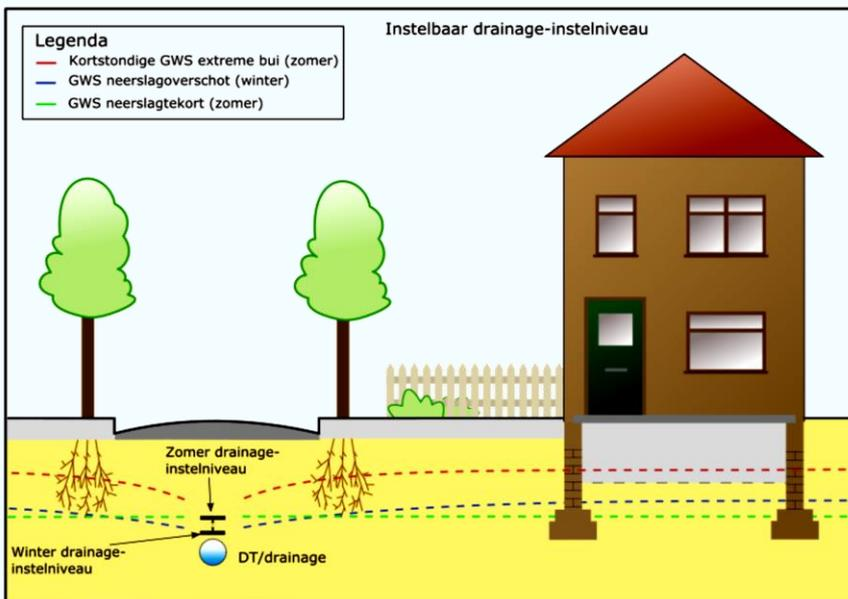 Instelbaar drainage-instelniveau
Legenda
Kortstondige GWS extreme bui (zomer)
GWS neerslagoverschot (winter)
GWS neerslagtekort (zomer)
Zomer drainage-
instelniveau
Winter drainage-
instelniveau
DT/drainage